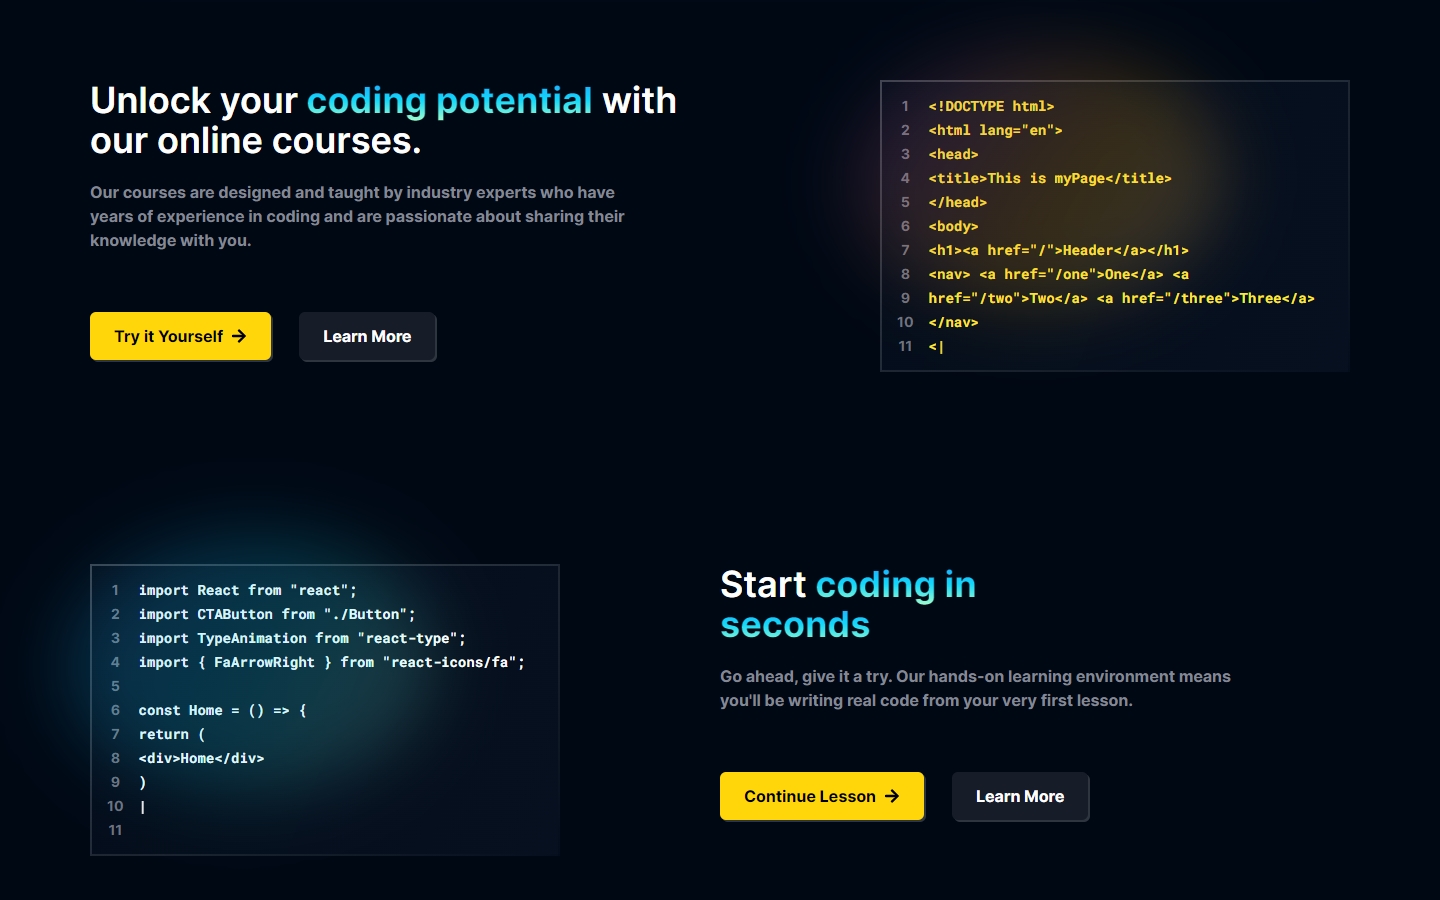 Unlock your coding potential with
our online courses.
Our courses are designed and taught by industry experts who have
years of experience in coding and are passionate about sharing their
knowledge with you.
Try it Yourself →
Learn More
1 <!DOCTYPE html>
2 <html lang="en">
3 <head>
4 <title>This is myPage</title>
5 </head>
6 <body>
7 <h1><a href="/">Header</a></h1>
8 <nav> <a href="/one">One</a> <a
9 href="/two">Two</a> <a href="/three">Three</a>
10 </nav>
11 <|
1 import React from "react";
2 import CTAButton from "./Button";
3 import TypeAnimation from "react-type";
4 import { FaArrowRight } from "react-icons/fa";
5
6 const Home = () => {
7 return (
8 <div>Home</div>
9 )
10 |
11
Start coding in
seconds
Go ahead, give it a try. Our hands-on learning environment means
you'll be writing real code from your very first lesson.
Continue Lesson →
Learn More